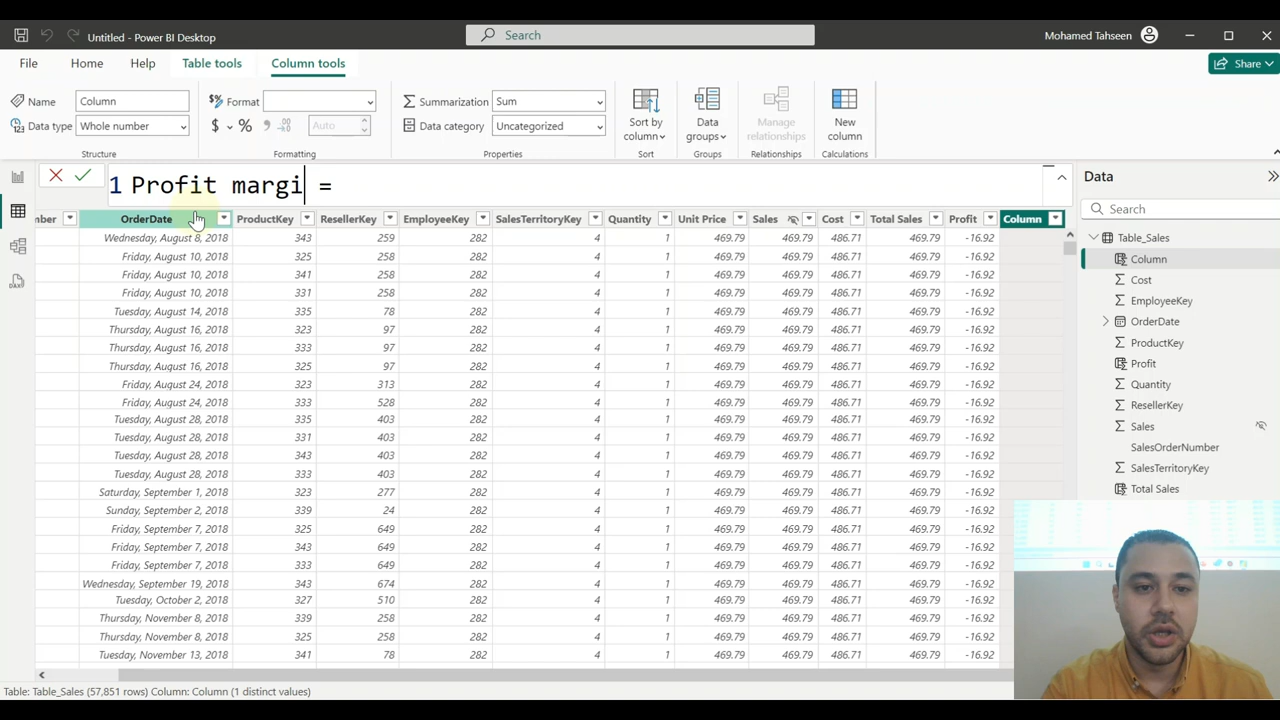 Untitled - Power BI Desktop
Search
Mohamed Tahseen
File Home Help Table tools Column tools
Share
Name Column
Data type Whole number
Structure
Format
$ % Auto
Formatting
Summarization Sum
Data category Uncategorized
Properties
Sort by column
Sort
Data groups
Groups
Manage relationships
Relationships
New column
Calculations
1 Profit margi =
mber OrderDate ProductKey ResellerKey EmployeeKey SalesTerritoryKey Quantity Unit Price Sales Cost Total Sales Profit Column
Wednesday, August 8, 2018 343 259 282 4 1 469.79 469.79 486.71 469.79 -16.92
Friday, August 10, 2018 325 258 282 4 1 469.79 469.79 486.71 469.79 -16.92
Friday, August 10, 2018 341 258 282 4 1 469.79 469.79 486.71 469.79 -16.92
Friday, August 10, 2018 331 258 282 4 1 469.79 469.79 486.71 469.79 -16.92
Tuesday, August 14, 2018 335 78 282 4 1 469.79 469.79 486.71 469.79 -16.92
Thursday, August 16, 2018 323 97 282 4 1 469.79 469.79 486.71 469.79 -16.92
Thursday, August 16, 2018 333 97 282 4 1 469.79 469.79 486.71 469.79 -16.92
Thursday, August 16, 2018 325 97 282 4 1 469.79 469.79 486.71 469.79 -16.92
Friday, August 24, 2018 323 313 282 4 1 469.79 469.79 486.71 469.79 -16.92
Friday, August 24, 2018 333 528 282 4 1 469.79 469.79 486.71 469.79 -16.92
Tuesday, August 28, 2018 335 403 282 4 1 469.79 469.79 486.71 469.79 -16.92
Tuesday, August 28, 2018 331 403 282 4 1 469.79 469.79 486.71 469.79 -16.92
Tuesday, August 28, 2018 343 403 282 4 1 469.79 469.79 486.71 469.79 -16.92
Tuesday, August 28, 2018 333 403 282 4 1 469.79 469.79 486.71 469.79 -16.92
Saturday, September 1, 2018 323 277 282 4 1 469.79 469.79 486.71 469.79 -16.92
Sunday, September 2, 2018 339 24 282 4 1 469.79 469.79 486.71 469.79 -16.92
Friday, September 7, 2018 325 649 282 4 1 469.79 469.79 486.71 469.79 -16.92
Friday, September 7, 2018 343 649 282 4 1 469.79 469.79 486.71 469.79 -16.92
Friday, September 7, 2018 333 649 282 4 1 469.79 469.79 486.71 469.79 -16.92
Wednesday, September 19, 2018 343 674 282 4 1 469.79 469.79 486.71 469.79 -16.92
Tuesday, October 2, 2018 327 510 282 4 1 469.79 469.79 486.71 469.79 -16.92
Thursday, November 8, 2018 339 258 282 4 1 469.79 469.79 486.71 469.79 -16.92
Thursday, November 8, 2018 325 258 282 4 1 469.79 469.79 486.71 469.79 -16.92
Tuesday, November 13, 2018 341 78 282 4 1 469.79 469.79 486.71 469.79 -16.92
Data
Search
Table_Sales
Column
Cost
EmployeeKey
OrderDate
ProductKey
Profit
Quantity
ResellerKey
Sales
SalesOrderNumber
SalesTerritoryKey
Total Sales
Table: Table_Sales (57,851 rows) Column: Column (1 distinct values)